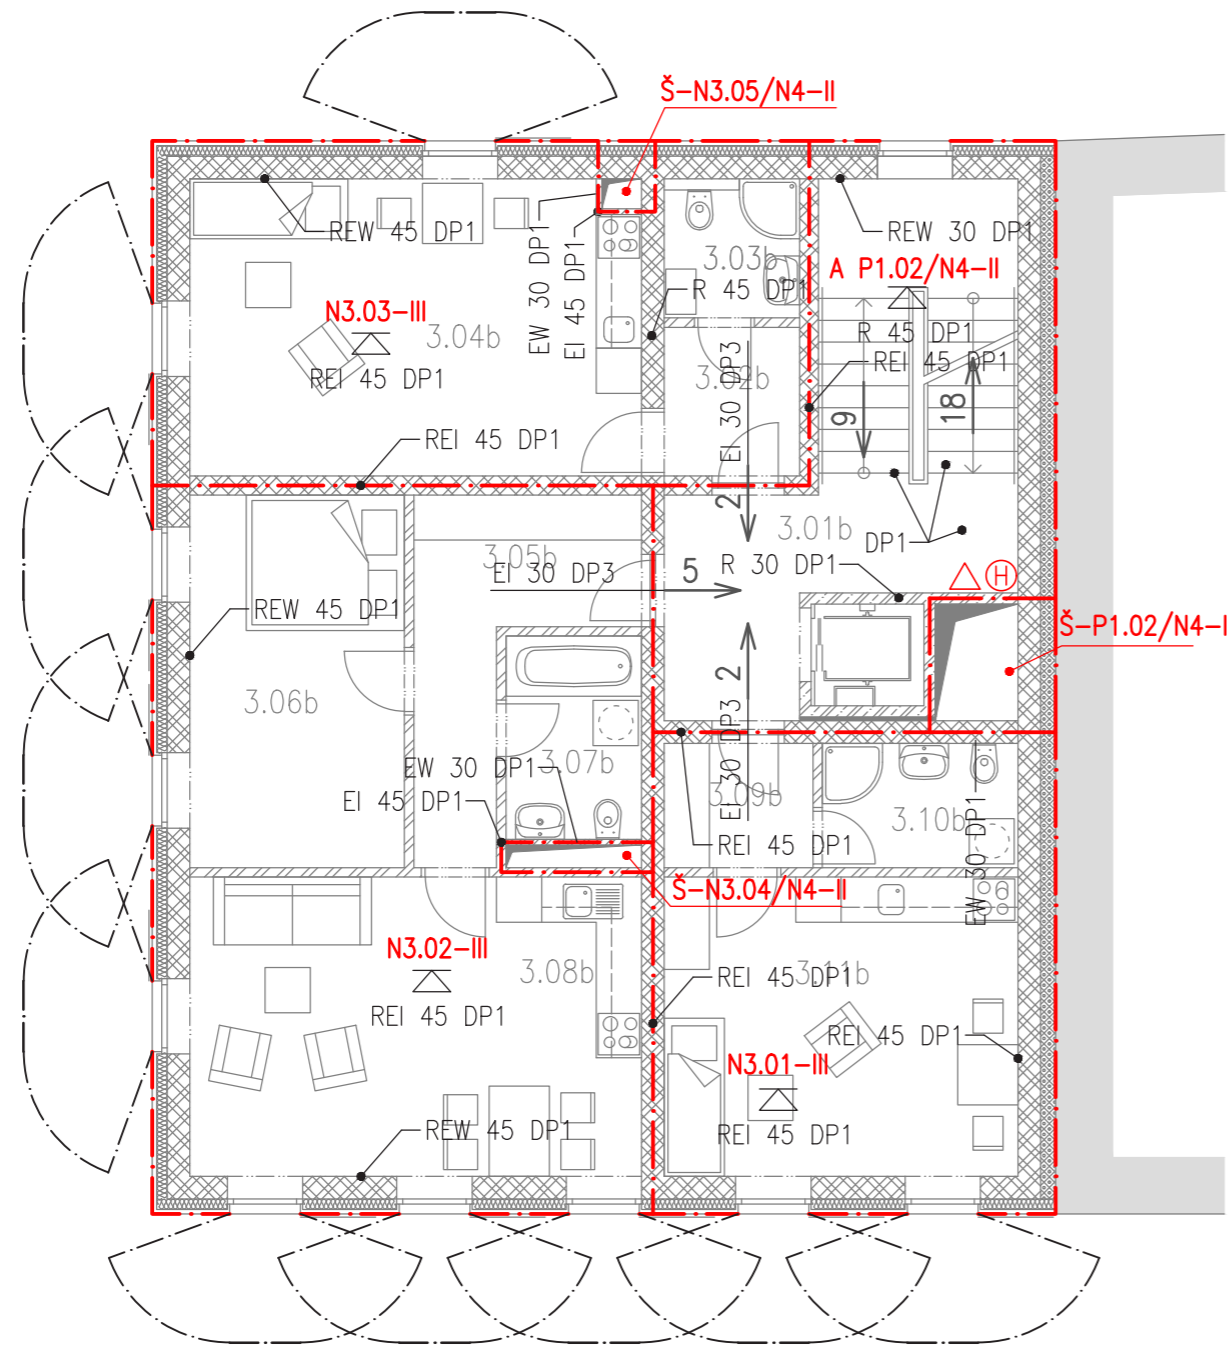 Š-N3.05/N4-II
REW 45 DP1
EW 30 DP1
EI 45 DP1
3.03b
REW 30 DP1
A P1.02/N4-II
R 45 DP1
N3.03-III
3.04b
REI 45 DP1
R 45 DP1
REI 45 DP1
3.02b
EI 30 DP3
9
18
REI 45 DP1
2
3.01b
DP1
3.05b
EI 30 DP3
5
R 30 DP1
H
REW 45 DP1
Š-P1.02/N4-I
3.06b
2
EI 30 DP3
EW 30 DP1
3.07b
EI 45 DP1
3.09b
3.10b
EW 30 DP1
REI 45 DP1
Š-N3.04/N4-II
N3.02-III
3.08b
REI 45 DP1
REI 45 DP1
3.11b
REI 45 DP1
N3.01-III
REI 45 DP1
REW 45 DP1